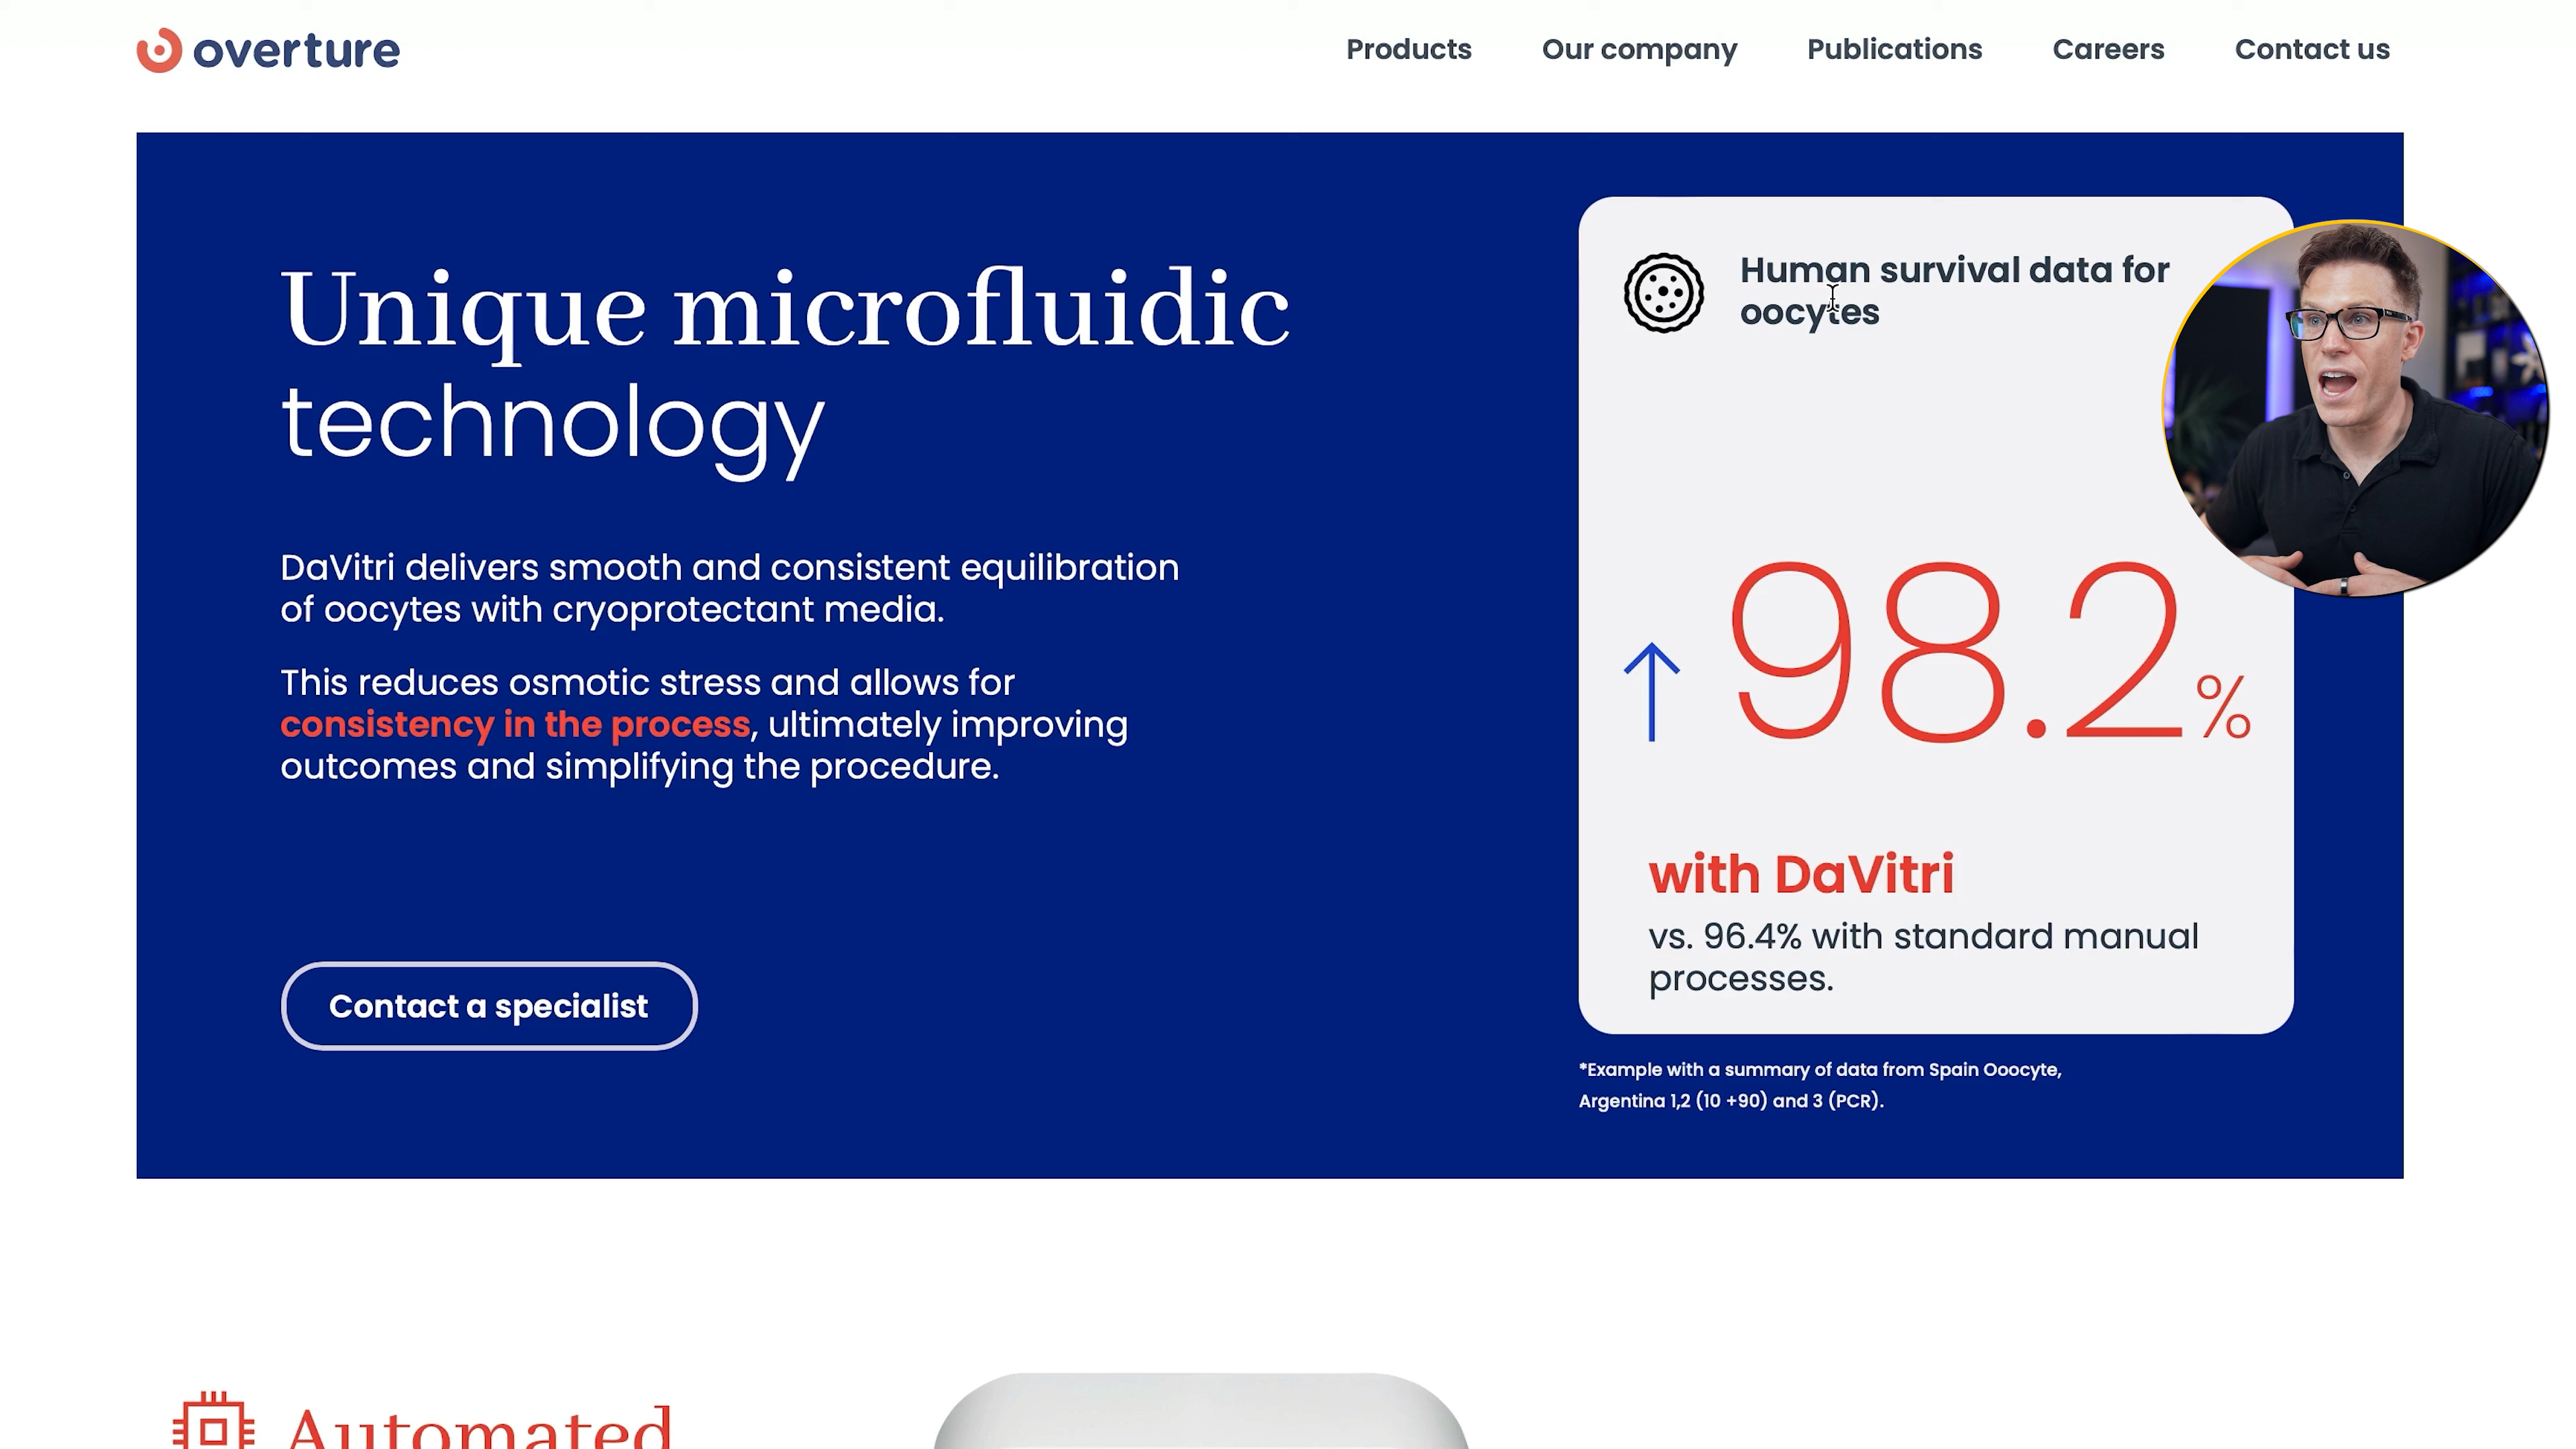 overture
Products
Our company
Publications
Careers
Contact us
Unique microfluidic
technology
DaVitri delivers smooth and consistent equilibration
of oocytes with cryoprotectant media.
This reduces osmotic stress and allows for
consistency in the process, ultimately improving
outcomes and simplifying the procedure.
Contact a specialist
Human survival data for
oocytes
98.2%
with DaVitri
vs. 96.4% with standard manual
processes.
*Example with a summary of data from Spain Ooocyte,
Argentina 1,2 (10 +90) and 3 (PCR).
Automated